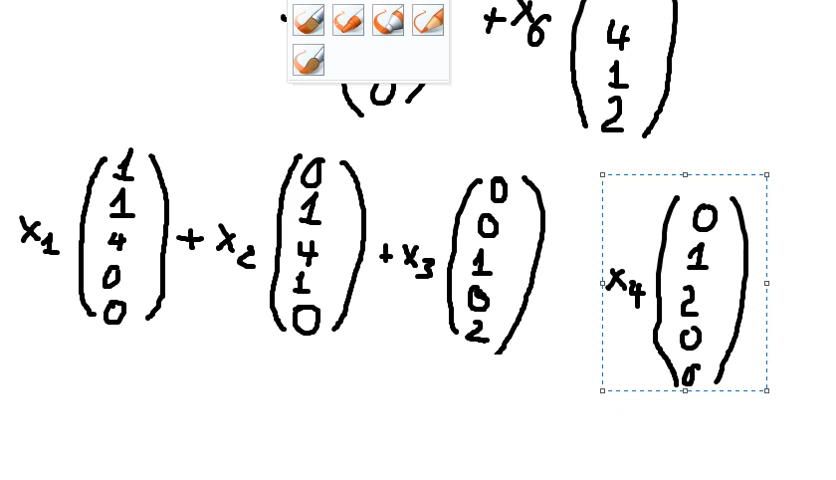 +x6 ( 4 1 2 )
( 0 )
x1 ( 1 1 4 0 0 ) + x2 ( 0 1 4 1 0 ) + x3 ( 0 0 1 0 2 ) x4 ( 0 1 2 0 0 )